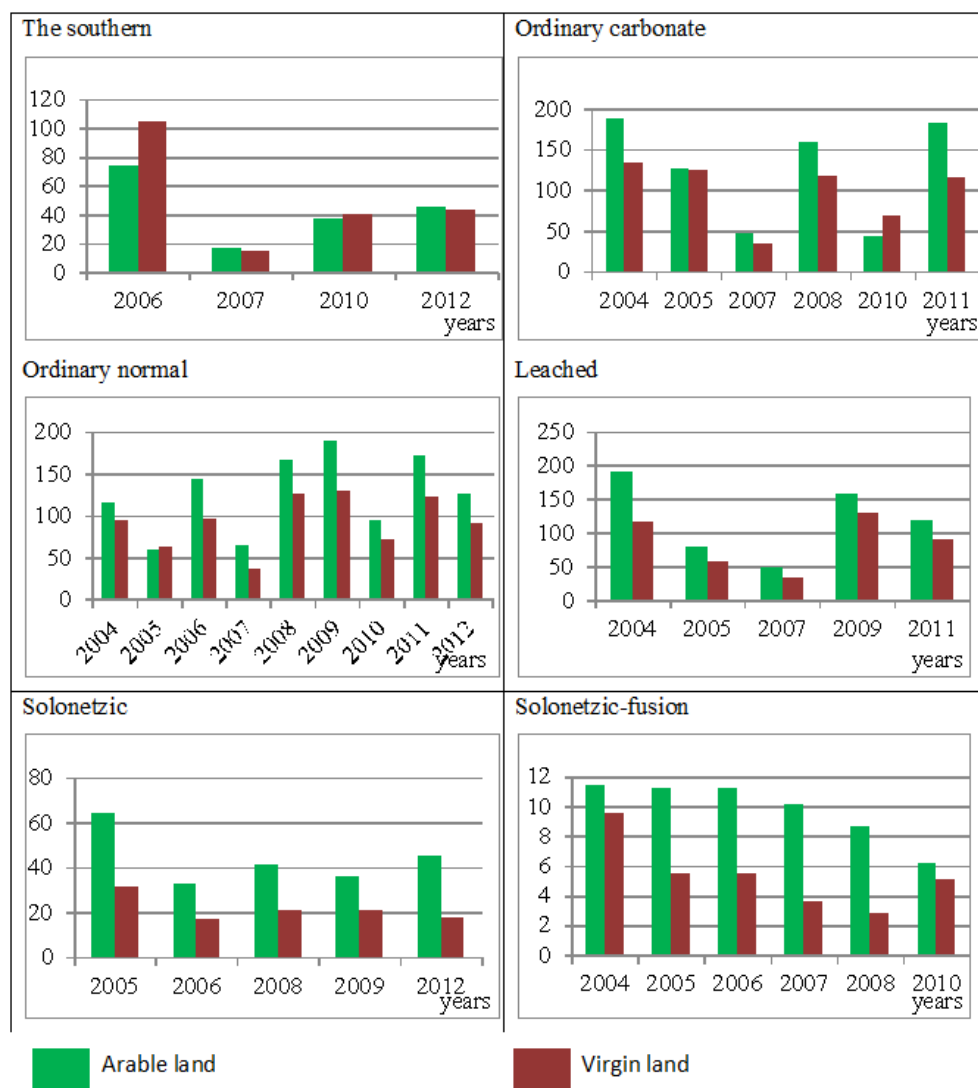 The southern
120
100
80
60
40
20
0
2006 2007 2010 2012
years
Ordinary carbonate
200
150
100
50
0
2004 2005 2007 2008 2010 2011
years
Ordinary normal
200
150
100
50
0
2004 2005 2006 2007 2008 2009 2010 2011 2012
years
Leached
250
200
150
100
50
0
2004 2005 2007 2009 2011
years
Solonetzic
80
60
40
20
0
2005 2006 2008 2009 2012
years
Solonetzic-fusion
12
10
8
6
4
2
0
2004 2005 2006 2007 2008 2010
years
Arable land
Virgin land